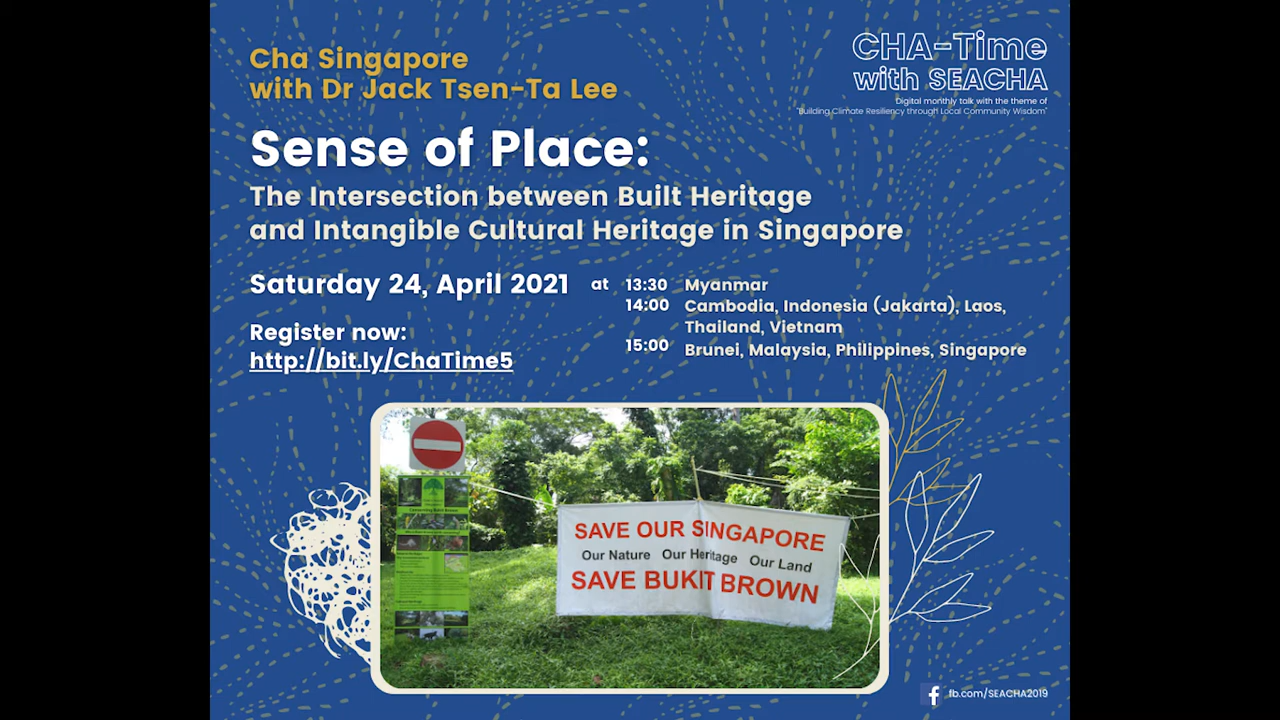 Cha Singapore
with Dr Jack Tsen-Ta Lee
CHA-Time
with SEACHA
Digital monthly talk with the theme of
"Building Climate Resiliency through Local Community Wisdom"
Sense of Place:
The Intersection between Built Heritage
and Intangible Cultural Heritage in Singapore
Saturday 24, April 2021 at 13:30 Myanmar
14:00 Cambodia, Indonesia (Jakarta), Laos,
Thailand, Vietnam
15:00 Brunei, Malaysia, Philippines, Singapore
Register now:
http://bit.ly/ChaTime5
SAVE OUR SINGAPORE
Our Nature Our Heritage Our Land
SAVE BUKIT BROWN
fb.com/SEACHA2019